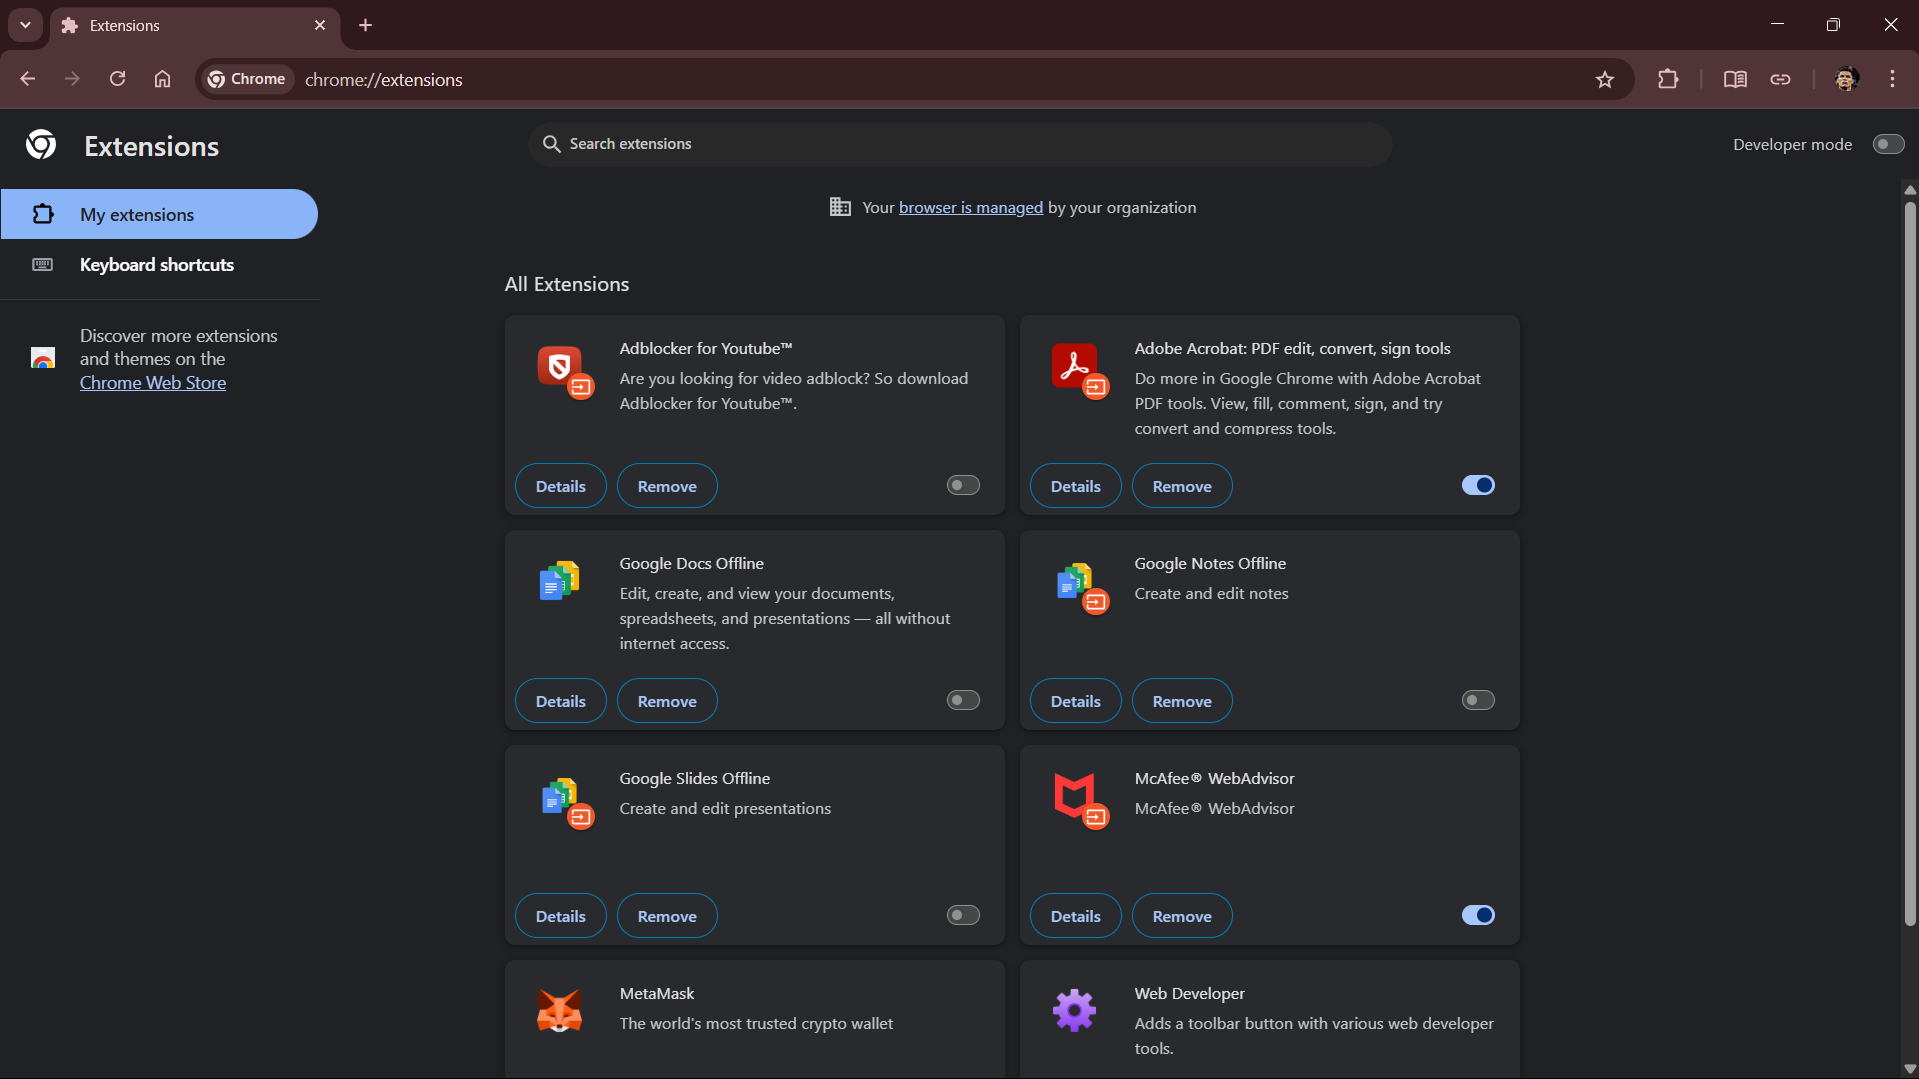 Extensions
Chrome
chrome://extensions
Extensions
Search extensions
Developer mode
My extensions
Keyboard shortcuts
Discover more extensions
and themes on the
Chrome Web Store
Your browser is managed by your organization
All Extensions
Adblocker for Youtube™
Are you looking for video adblock? So download
Adblocker for Youtube™.
Details
Remove
Adobe Acrobat: PDF edit, convert, sign tools
Do more in Google Chrome with Adobe Acrobat
PDF tools. View, fill, comment, sign, and try
convert and compress tools.
Details
Remove
Google Docs Offline
Edit, create, and view your documents,
spreadsheets, and presentations — all without
internet access.
Details
Remove
Google Notes Offline
Create and edit notes
Details
Remove
Google Slides Offline
Create and edit presentations
Details
Remove
McAfee® WebAdvisor
McAfee® WebAdvisor
Details
Remove
MetaMask
The world's most trusted crypto wallet
Web Developer
Adds a toolbar button with various web developer
tools.